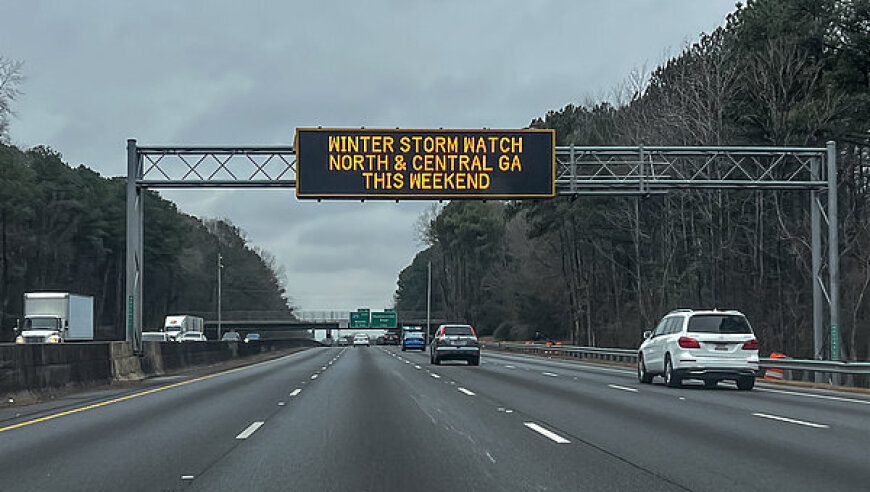 WINTER STORM WATCH
NORTH & CENTRAL GA
THIS WEEKEND